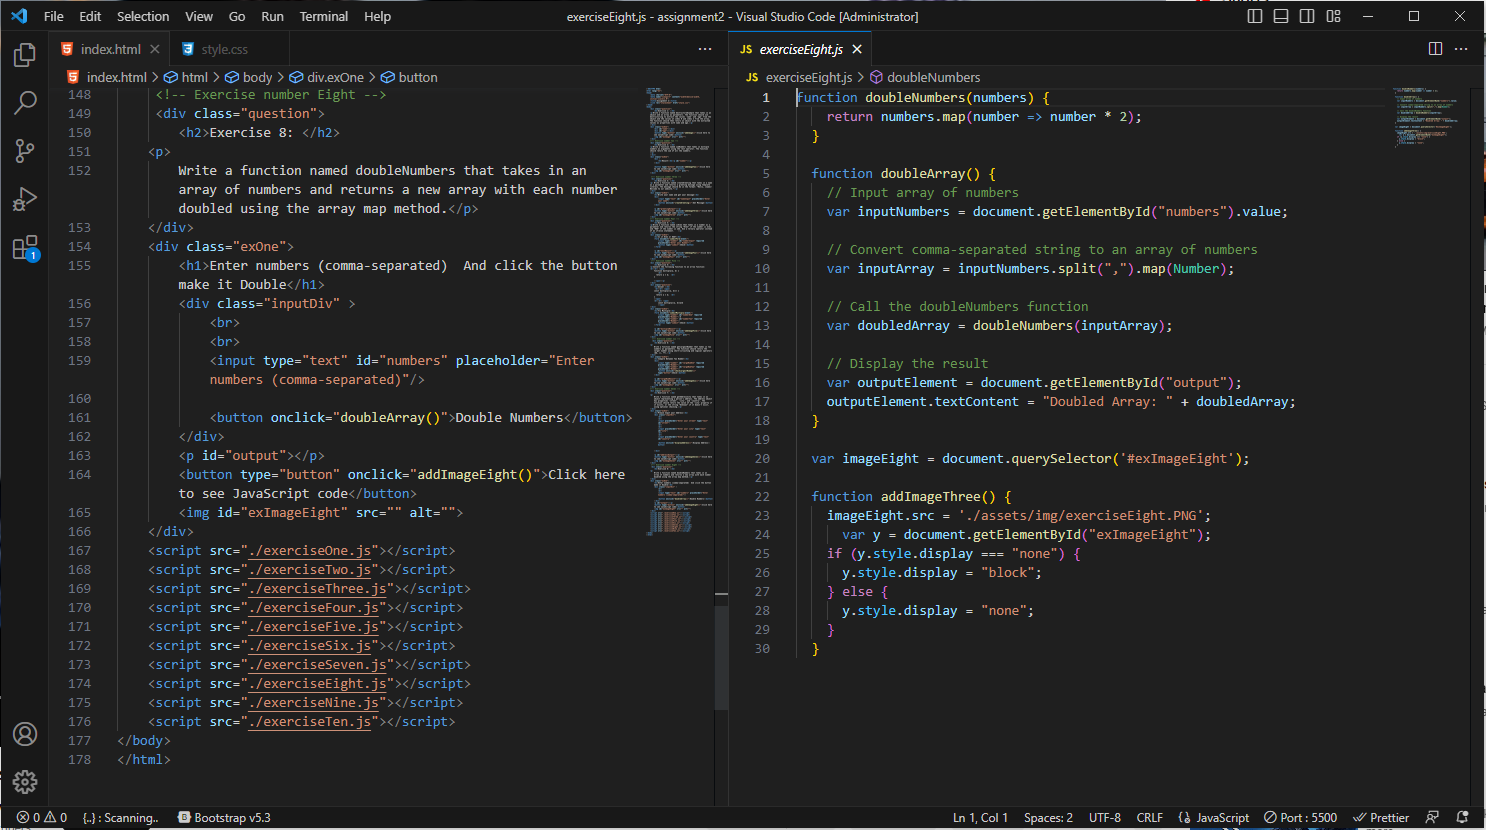 File Edit Selection View Go Run Terminal Help
exerciseEight.js - assignment2 - Visual Studio Code [Administrator]
index.html
style.css
index.html > html > body > div.exOne > button
148 <!-- Exercise number Eight -->
149 <div class="question">
150 <h2>Exercise 8: </h2>
151 <p>
152 Write a function named doubleNumbers that takes in an
array of numbers and returns a new array with each number
doubled using the array map method.</p>
153 </div>
154 <div class="exOne">
155 <h1>Enter numbers (comma-separated)  And click the button
make it Double</h1>
156 <div class="inputDiv" >
157 <br>
158 <br>
159 <input type="text" id="numbers" placeholder="Enter
numbers (comma-separated)"/>
160
161 <button onclick="doubleArray()">Double Numbers</button>
162 </div>
163 <p id="output"></p>
164 <button type="button" onclick="addImageEight()">Click here
to see JavaScript code</button>
165 <img id="exImageEight" src="" alt="">
166 </div>
167 <script src="./exerciseOne.js"></script>
168 <script src="./exerciseTwo.js"></script>
169 <script src="./exerciseThree.js"></script>
170 <script src="./exerciseFour.js"></script>
171 <script src="./exerciseFive.js"></script>
172 <script src="./exerciseSix.js"></script>
173 <script src="./exerciseSeven.js"></script>
174 <script src="./exerciseEight.js"></script>
175 <script src="./exerciseNine.js"></script>
176 <script src="./exerciseTen.js"></script>
177 </body>
178 </html>
JS exerciseEight.js
JS exerciseEight.js > doubleNumbers
1 function doubleNumbers(numbers) {
2 return numbers.map(number => number * 2);
3 }
4
5 function doubleArray() {
6 // Input array of numbers
7 var inputNumbers = document.getElementById("numbers").value;
8
9 // Convert comma-separated string to an array of numbers
10 var inputArray = inputNumbers.split(",").map(Number);
11
12 // Call the doubleNumbers function
13 var doubledArray = doubleNumbers(inputArray);
14
15 // Display the result
16 var outputElement = document.getElementById("output");
17 outputElement.textContent = "Doubled Array: " + doubledArray;
18 }
19
20 var imageEight = document.querySelector('#exImageEight');
21
22 function addImageThree() {
23 imageEight.src = './assets/img/exerciseEight.PNG';
24 var y = document.getElementById("exImageEight");
25 if (y.style.display === "none") {
26 y.style.display = "block";
27 } else {
28 y.style.display = "none";
29 }
30 }
1
0 0 {..} : Scanning.. B Bootstrap v5.3 Ln 1, Col 1 Spaces: 2 UTF-8 CRLF {} JavaScript Port : 5500 Prettier